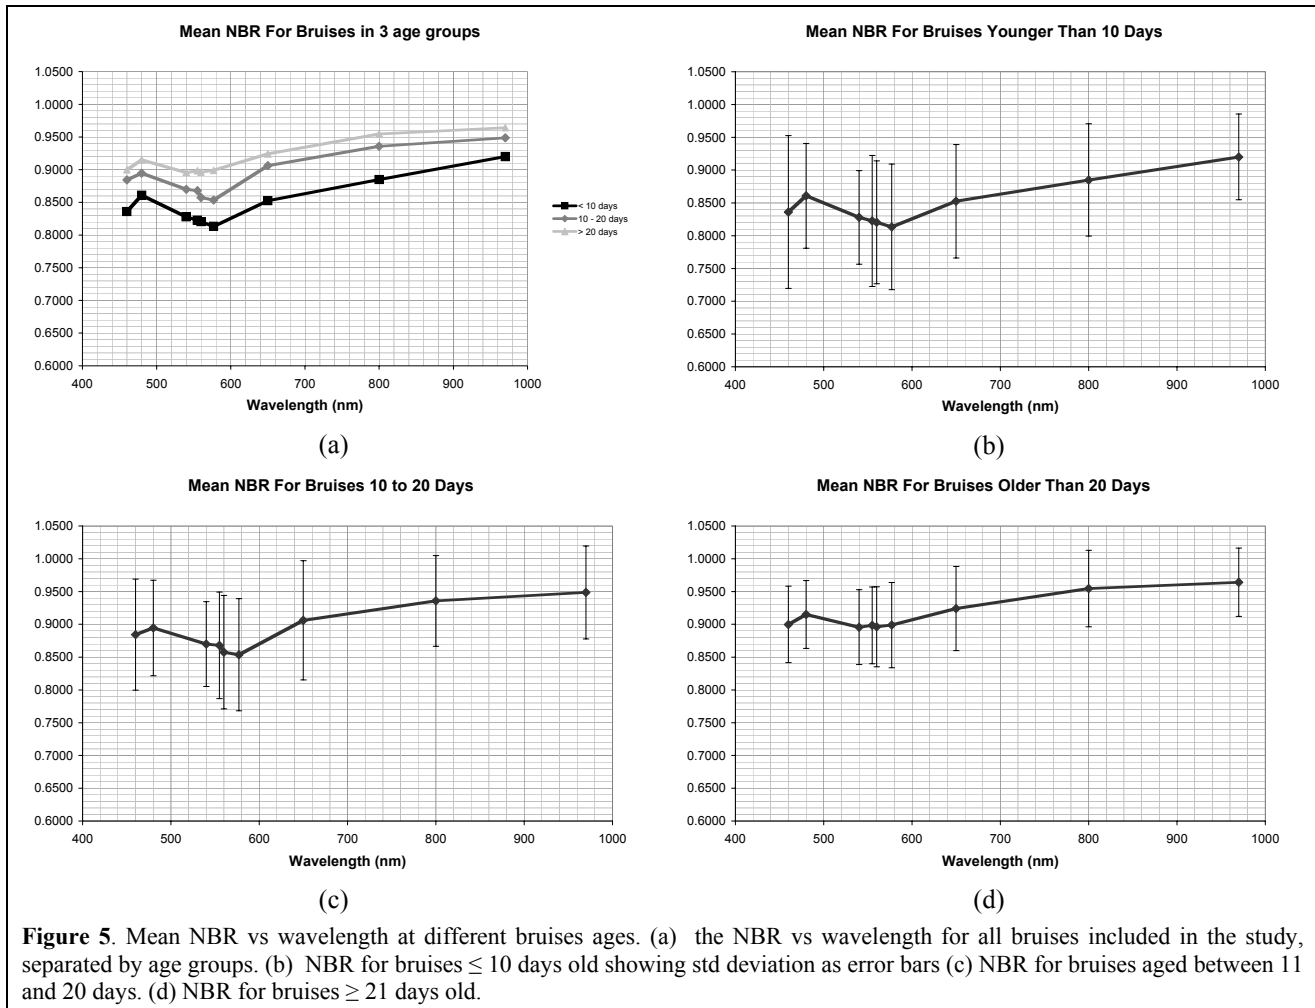 Mean NBR For Bruises in 3 age groups
1.0500
1.0000
0.9500
0.9000
0.8500
0.8000
0.7500
0.7000
0.6500
0.6000
400 500 600 700 800 900 1000
Wavelength (nm)
< 10 days
10 - 20 days
> 20 days
(a)
Mean NBR For Bruises Younger Than 10 Days
1.0500
1.0000
0.9500
0.9000
0.8500
0.8000
0.7500
0.7000
0.6500
0.6000
400 500 600 700 800 900 1000
Wavelength (nm)
(b)
Mean NBR For Bruises 10 to 20 Days
1.0500
1.0000
0.9500
0.9000
0.8500
0.8000
0.7500
0.7000
0.6500
0.6000
400 500 600 700 800 900 1000
Wavelength (nm)
(c)
Mean NBR For Bruises Older Than 20 Days
1.0500
1.0000
0.9500
0.9000
0.8500
0.8000
0.7500
0.7000
0.6500
0.6000
400 500 600 700 800 900 1000
Wavelength (nm)
(d)
Figure 5. Mean NBR vs wavelength at different bruises ages. (a) the NBR vs wavelength for all bruises included in the study,
separated by age groups. (b) NBR for bruises ≤ 10 days old showing std deviation as error bars (c) NBR for bruises aged between 11
and 20 days. (d) NBR for bruises ≥ 21 days old.